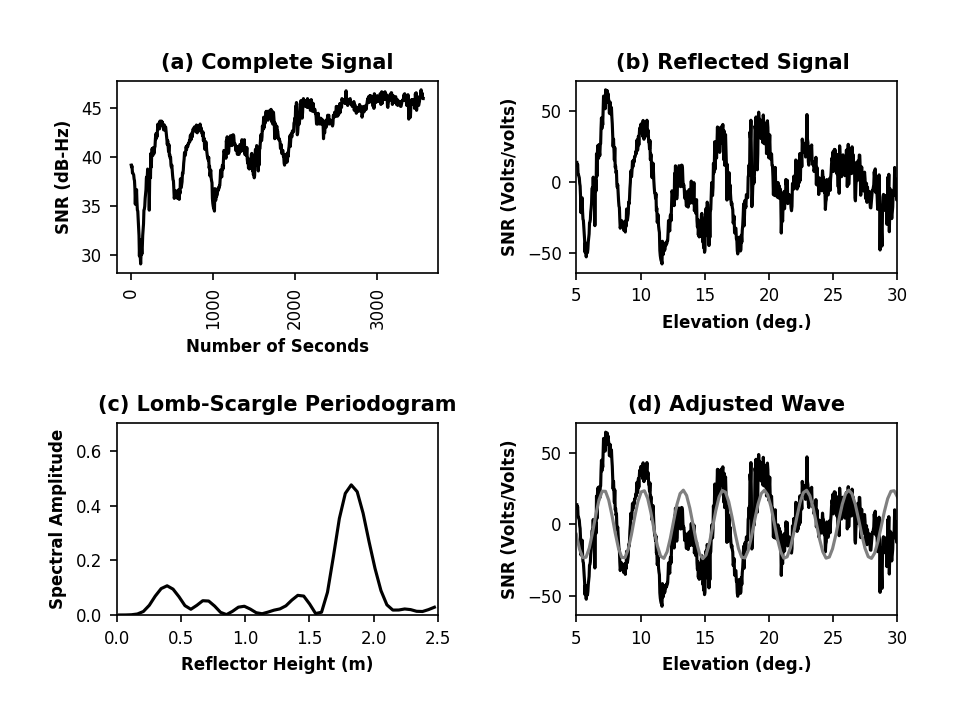 (a) Complete Signal
SNR (dB-Hz)
45
40
35
30
0
1000
2000
3000
Number of Seconds
(b) Reflected Signal
SNR (Volts/volts)
50
0
−50
5 10 15 20 25 30
Elevation (deg.)
(c) Lomb-Scargle Periodogram
Spectral Amplitude
0.6
0.4
0.2
0.0
0.0 0.5 1.0 1.5 2.0 2.5
Reflector Height (m)
(d) Adjusted Wave
SNR (Volts/Volts)
50
0
−50
5 10 15 20 25 30
Elevation (deg.)